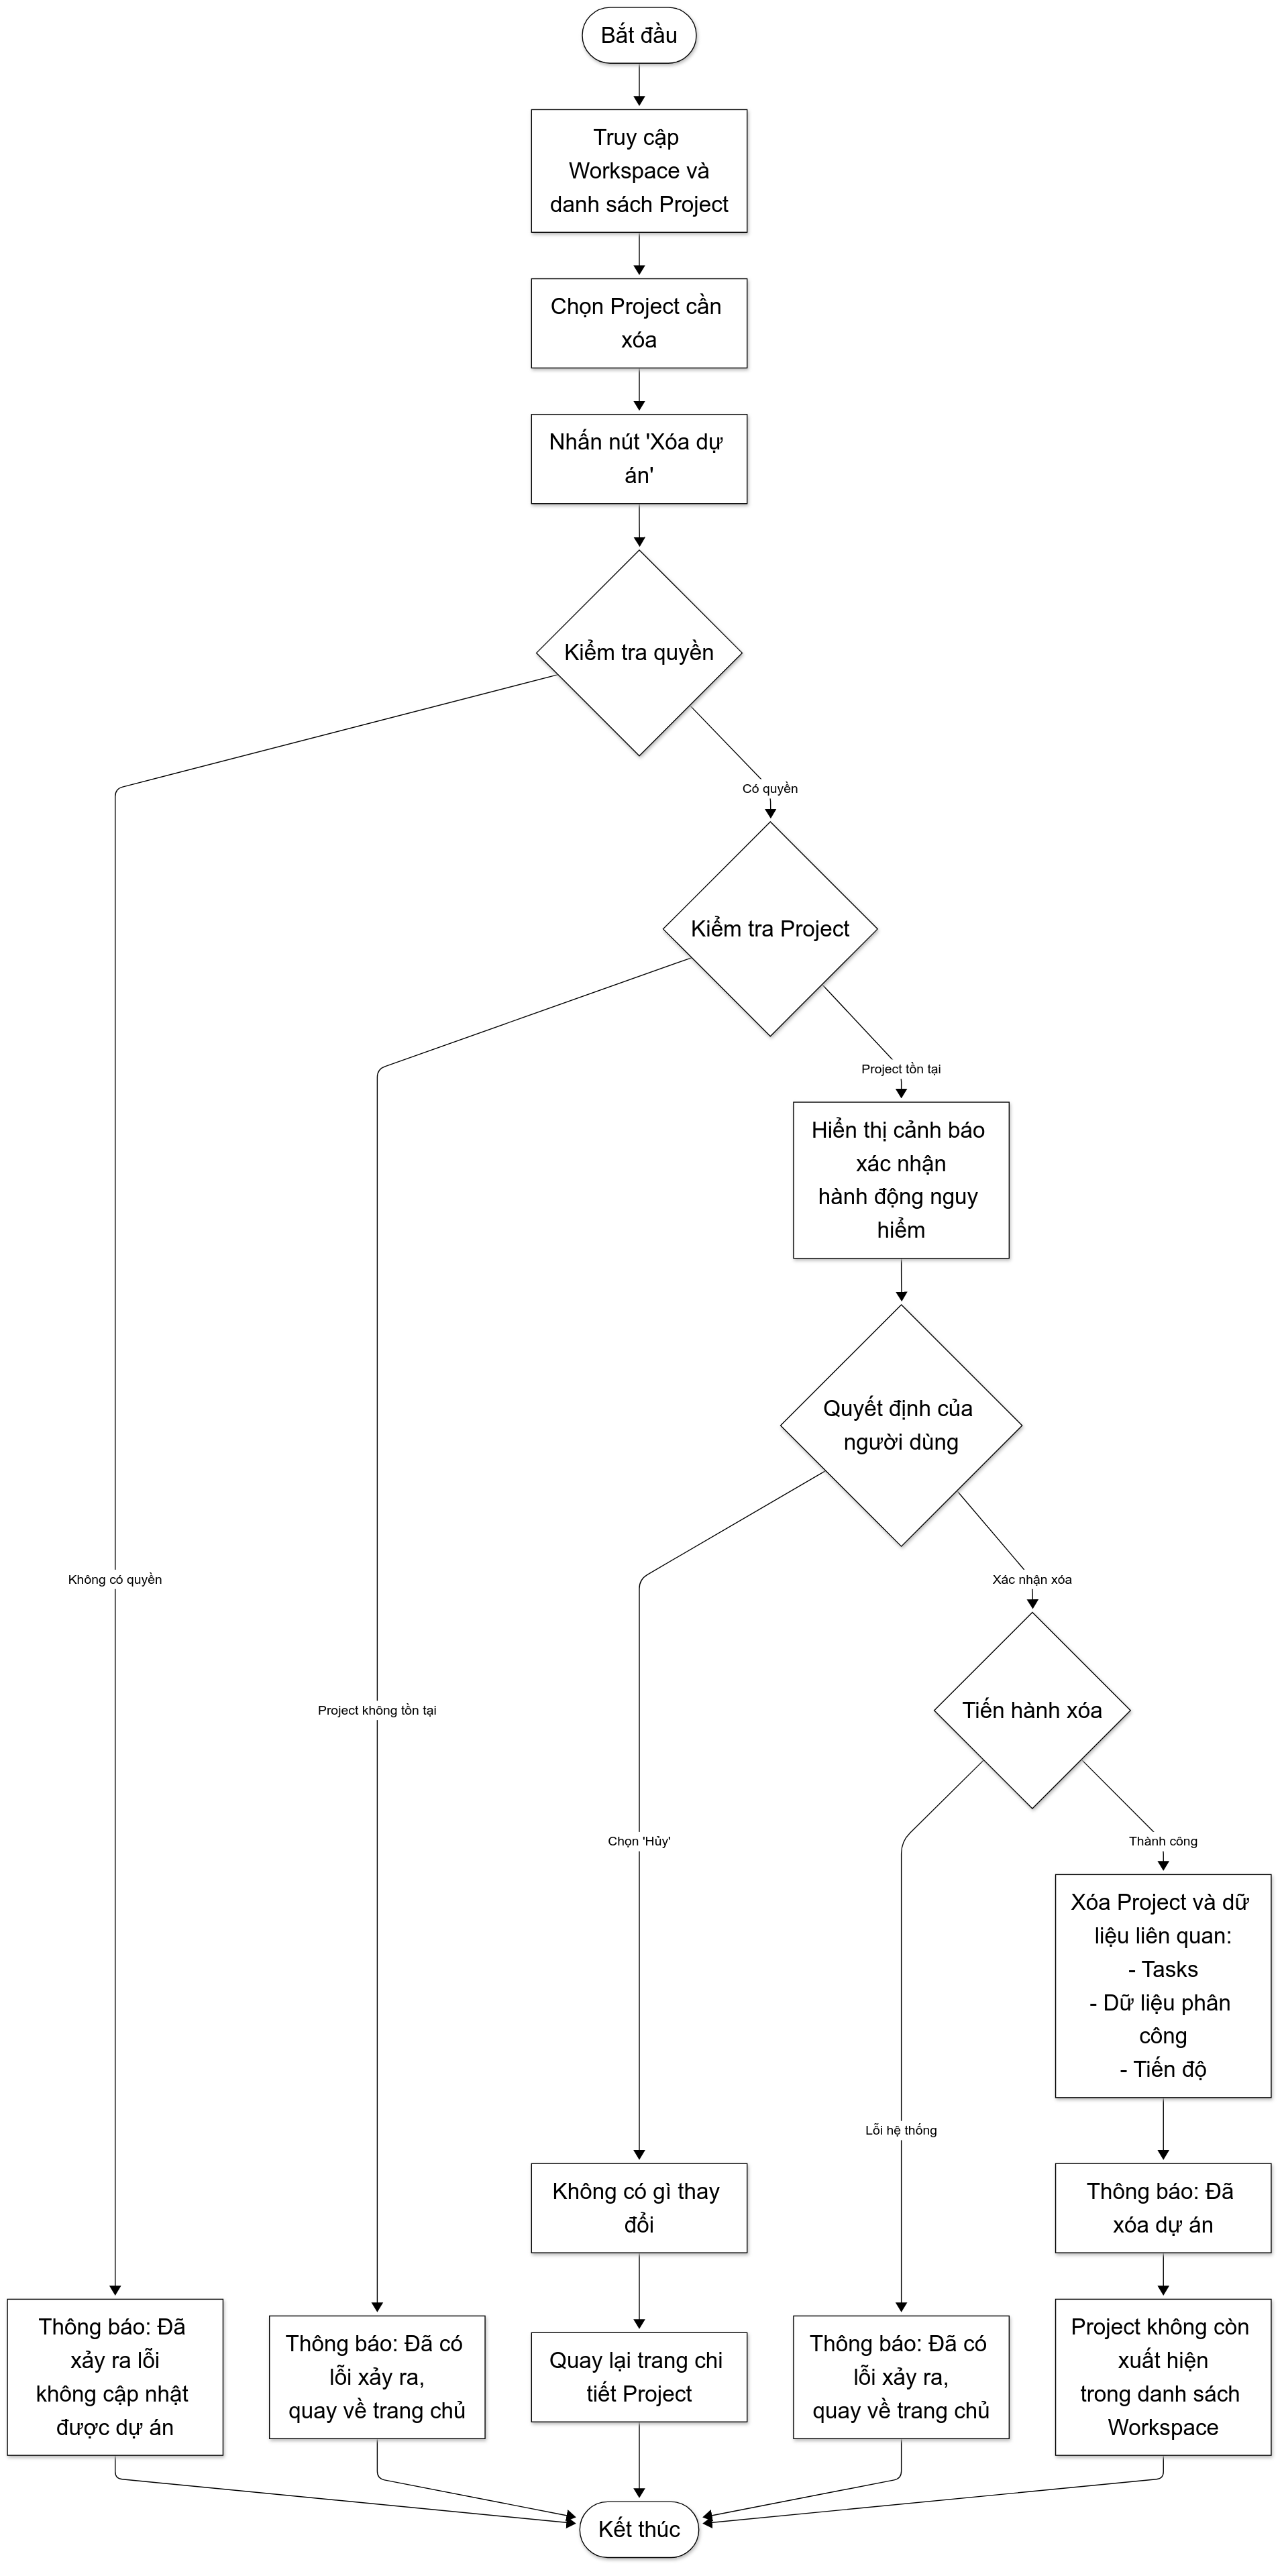 Bắt đầu
Truy cập
Workspace và
danh sách Project
Chọn Project cần
xóa
Nhấn nút 'Xóa dự
án'
Kiểm tra quyền
Có quyền
Kiểm tra Project
Project tồn tại
Hiển thị cảnh báo
xác nhận
hành động nguy
hiểm
Quyết định của
người dùng
Không có quyền
Xác nhận xóa
Project không tồn tại
Tiến hành xóa
Chọn 'Hủy'
Thành công
Xóa Project và dữ
liệu liên quan:
- Tasks
- Dữ liệu phân
công
- Tiến độ
Lỗi hệ thống
Không có gì thay
đổi
Thông báo: Đã
xóa dự án
Thông báo: Đã
xảy ra lỗi
không cập nhật
được dự án
Thông báo: Đã có
lỗi xảy ra,
quay về trang chủ
Quay lại trang chi
tiết Project
Thông báo: Đã có
lỗi xảy ra,
quay về trang chủ
Project không còn
xuất hiện
trong danh sách
Workspace
Kết thúc